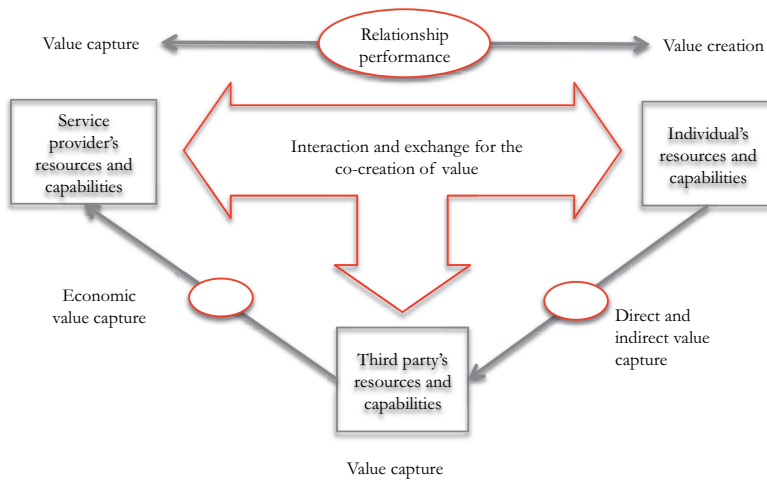 Relationship
performance
Value capture
Value creation
Service
provider's
resources and
capabilities
Interaction and exchange for the
co-creation of value
Individual's
resources and
capabilities
Economic
value capture
Direct and
indirect value
capture
Third party's
resources and
capabilities
Value capture